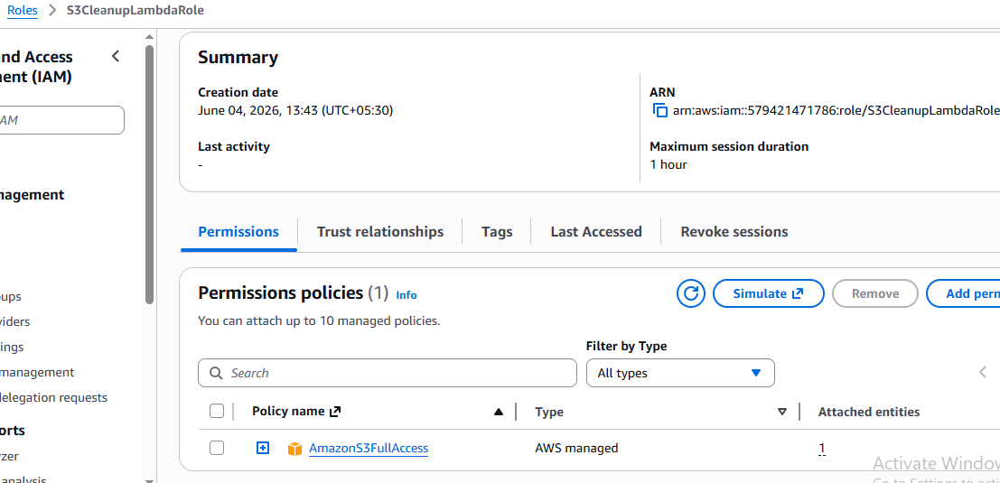 Roles > S3CleanupLambdaRole
nd Access
ment (IAM)
AM
nagement
ups
viders
ings
management
delegation requests
orts
yzer
analysis
Summary
Creation date
June 04, 2026, 13:43 (UTC+05:30)
Last activity
-
ARN
arn:aws:iam::579421471786:role/S3CleanupLambdaRole
Maximum session duration
1 hour
Permissions
Trust relationships
Tags
Last Accessed
Revoke sessions
Permissions policies (1) Info
Simulate
Remove
Add perm
You can attach up to 10 managed policies.
Filter by Type
Search
All types
Policy name
Type
Attached entities
AmazonS3FullAccess
AWS managed
1
Activate Window
Go to Settings to acti